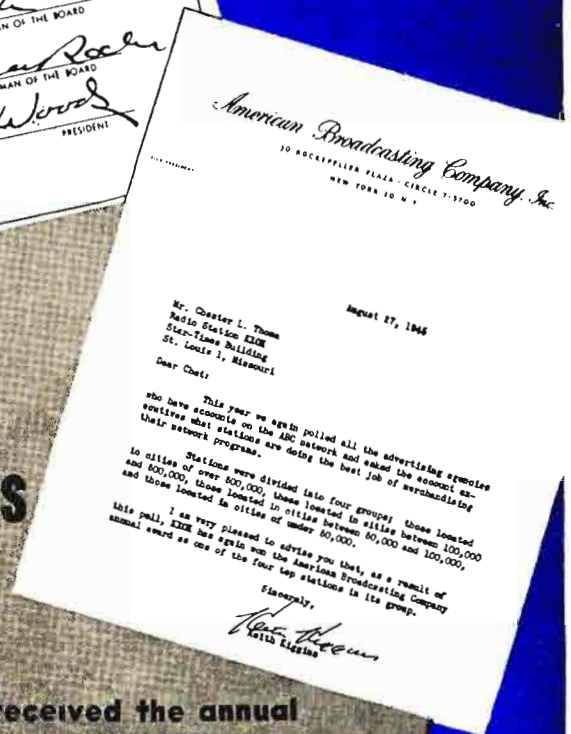 N OF THE BOARD
MAN OF THE BOARD
Woods
PRESIDENT
American Broadcasting Company, Inc.
30 ROCKEFELLER PLAZA · CIRCLE 7-5700
NEW YORK 20 N Y
VICE PRESIDENT
August 27, 1946
Mr. Chester L. Thomas
Radio Station KXOK
Star-Times Building
St. Louis 1, Missouri
Dear Chet:
This year we again polled all the advertising agencies
who have accounts on the ABC network and asked the account ex-
ecutives what stations are doing the best job of merchandising
their network programs.
Stations were divided into four groups; those located
in cities of over 500,000, those located in cities between 100,000
and 500,000, those located in cities between 50,000 and 100,000,
and those located in cities of under 50,000.
I am very pleased to advise you that, as a result of
this poll, KXOK has again won the American Broadcasting Company
annual award as one of the four top stations in its group.
Sincerely,
Keith Kiggins
Keith Kiggins
S
received the annual